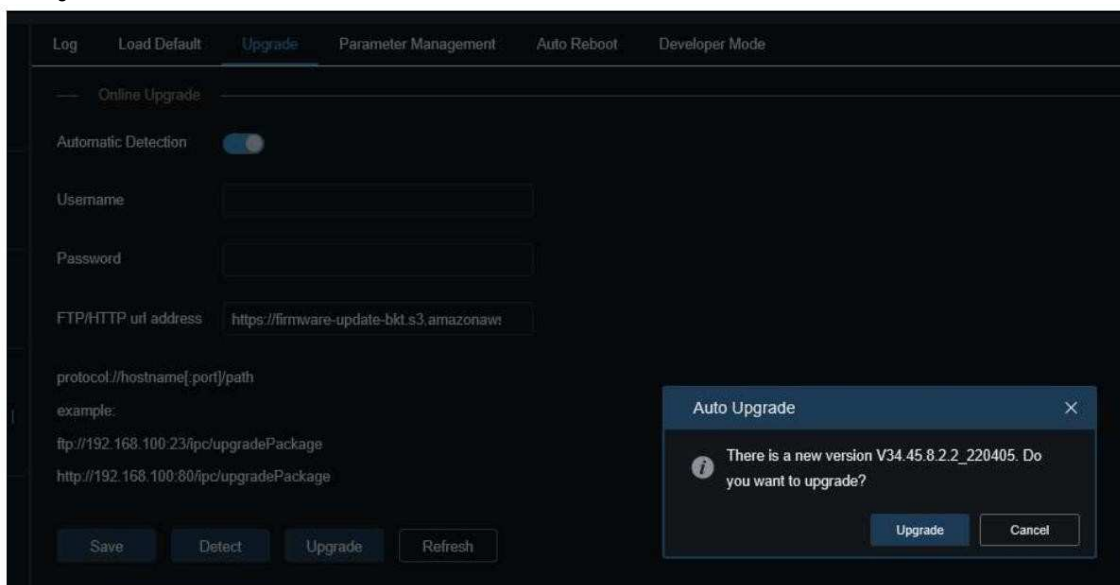 Log Load Default Upgrade Parameter Management Auto Reboot Developer Mode
Online Upgrade
Automatic Detection
Username
Password
FTP/HTTP url address https://firmware-update-bkt.s3.amazonaws
protocol://hostname[:port]/path
example:
ftp://192.168.100:23/ipc/upgradePackage
http://192.168.100:80/ipc/upgradePackage
Save Detect Upgrade Refresh
Auto Upgrade
There is a new version V34.45.8.2.2_220405. Do
you want to upgrade?
Upgrade Cancel